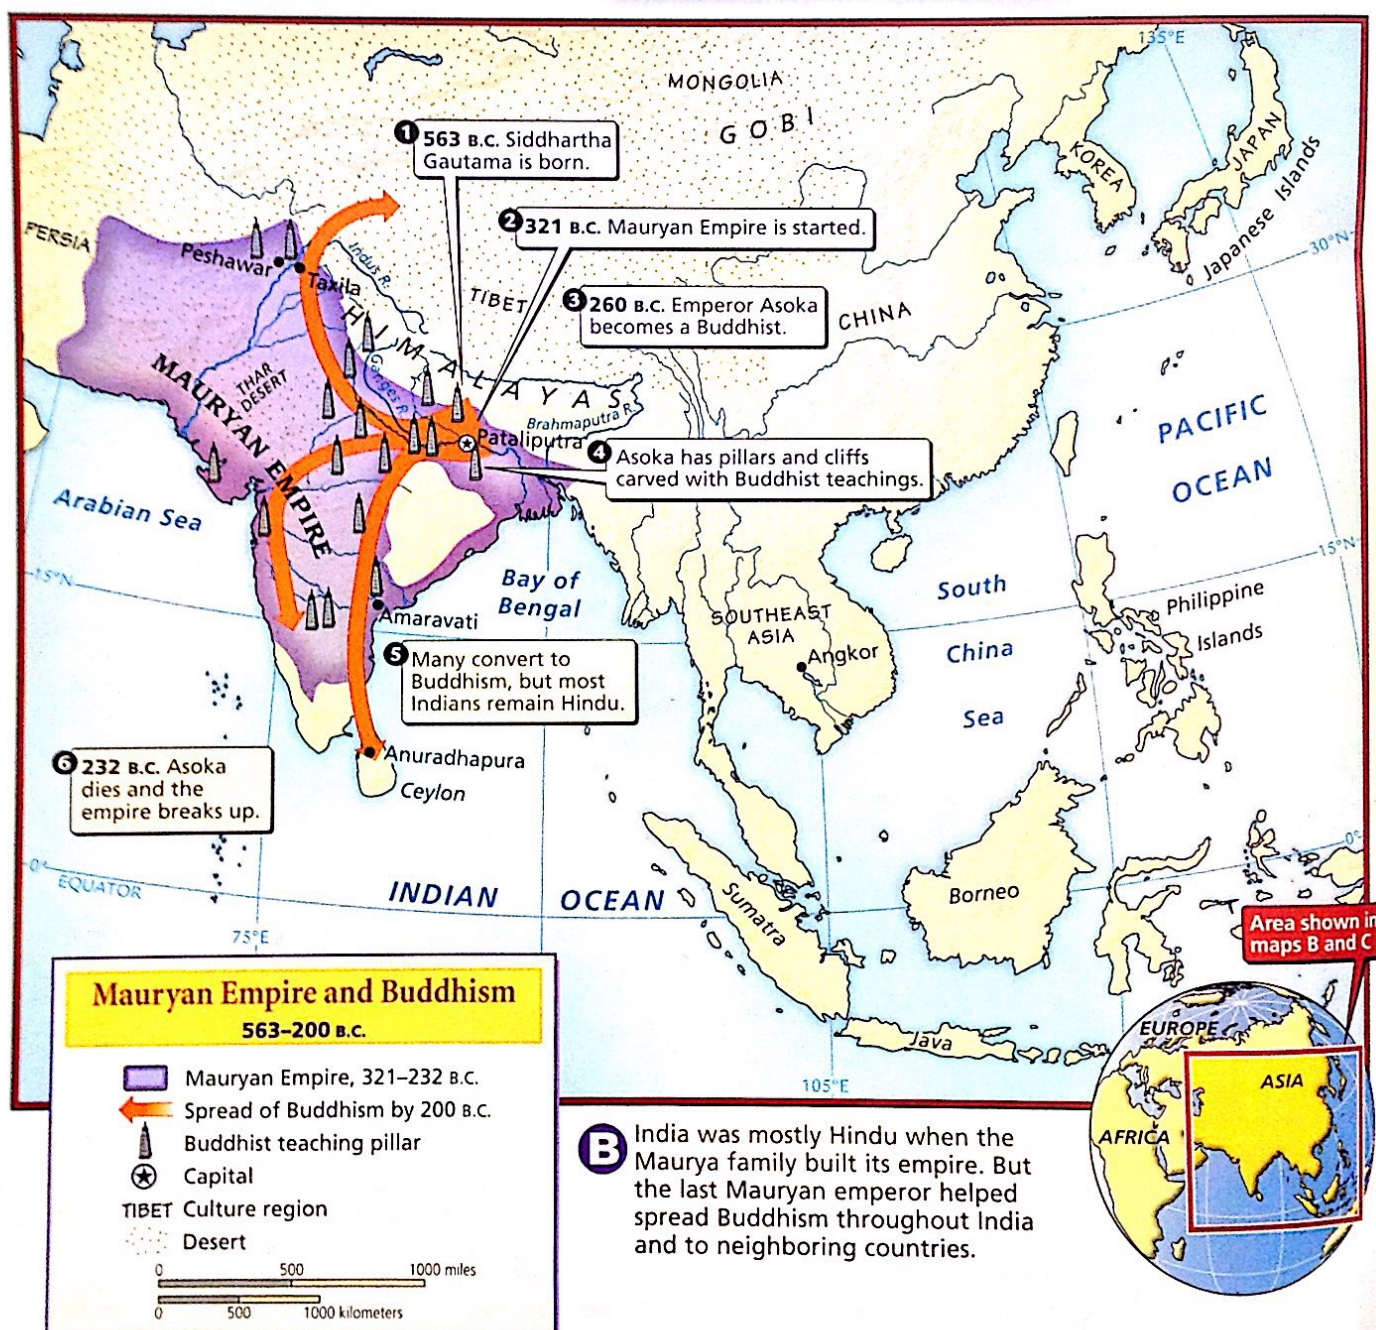 135°E
MONGOLIA
GOBI
1 563 B.C. Siddhartha
Gautama is born.
KOREA
JAPAN
Japanese Islands
2 321 B.C. Mauryan Empire is started.
PERSIA
Peshawar
Taxila
Indus R.
30°N
TIBET
3 260 B.C. Emperor Asoka
becomes a Buddhist.
CHINA
HIMALAYAS
THAR
DESERT
Ganges R.
MAURYAN EMPIRE
Brahmaputra R.
Pataliputra
4 Asoka has pillars and cliffs
carved with Buddhist teachings.
PACIFIC
OCEAN
Arabian Sea
15°N
15°N
Bay of
Bengal
Amaravati
SOUTHEAST
ASIA
Angkor
South
China
Sea
Philippine
Islands
5 Many convert to
Buddhism, but most
Indians remain Hindu.
Anuradhapura
Ceylon
6 232 B.C. Asoka
dies and the
empire breaks up.
0°
EQUATOR
0°
INDIAN OCEAN
75°E
Sumatra
Borneo
Java
105°E
Area shown in
maps B and C
EUROPE
ASIA
AFRICA
Mauryan Empire and Buddhism
563–200 B.C.
Mauryan Empire, 321–232 B.C.
Spread of Buddhism by 200 B.C.
Buddhist teaching pillar
Capital
TIBET Culture region
Desert
0 500 1000 miles
0 500 1000 kilometers
B India was mostly Hindu when the
Maurya family built its empire. But
the last Mauryan emperor helped
spread Buddhism throughout India
and to neighboring countries.